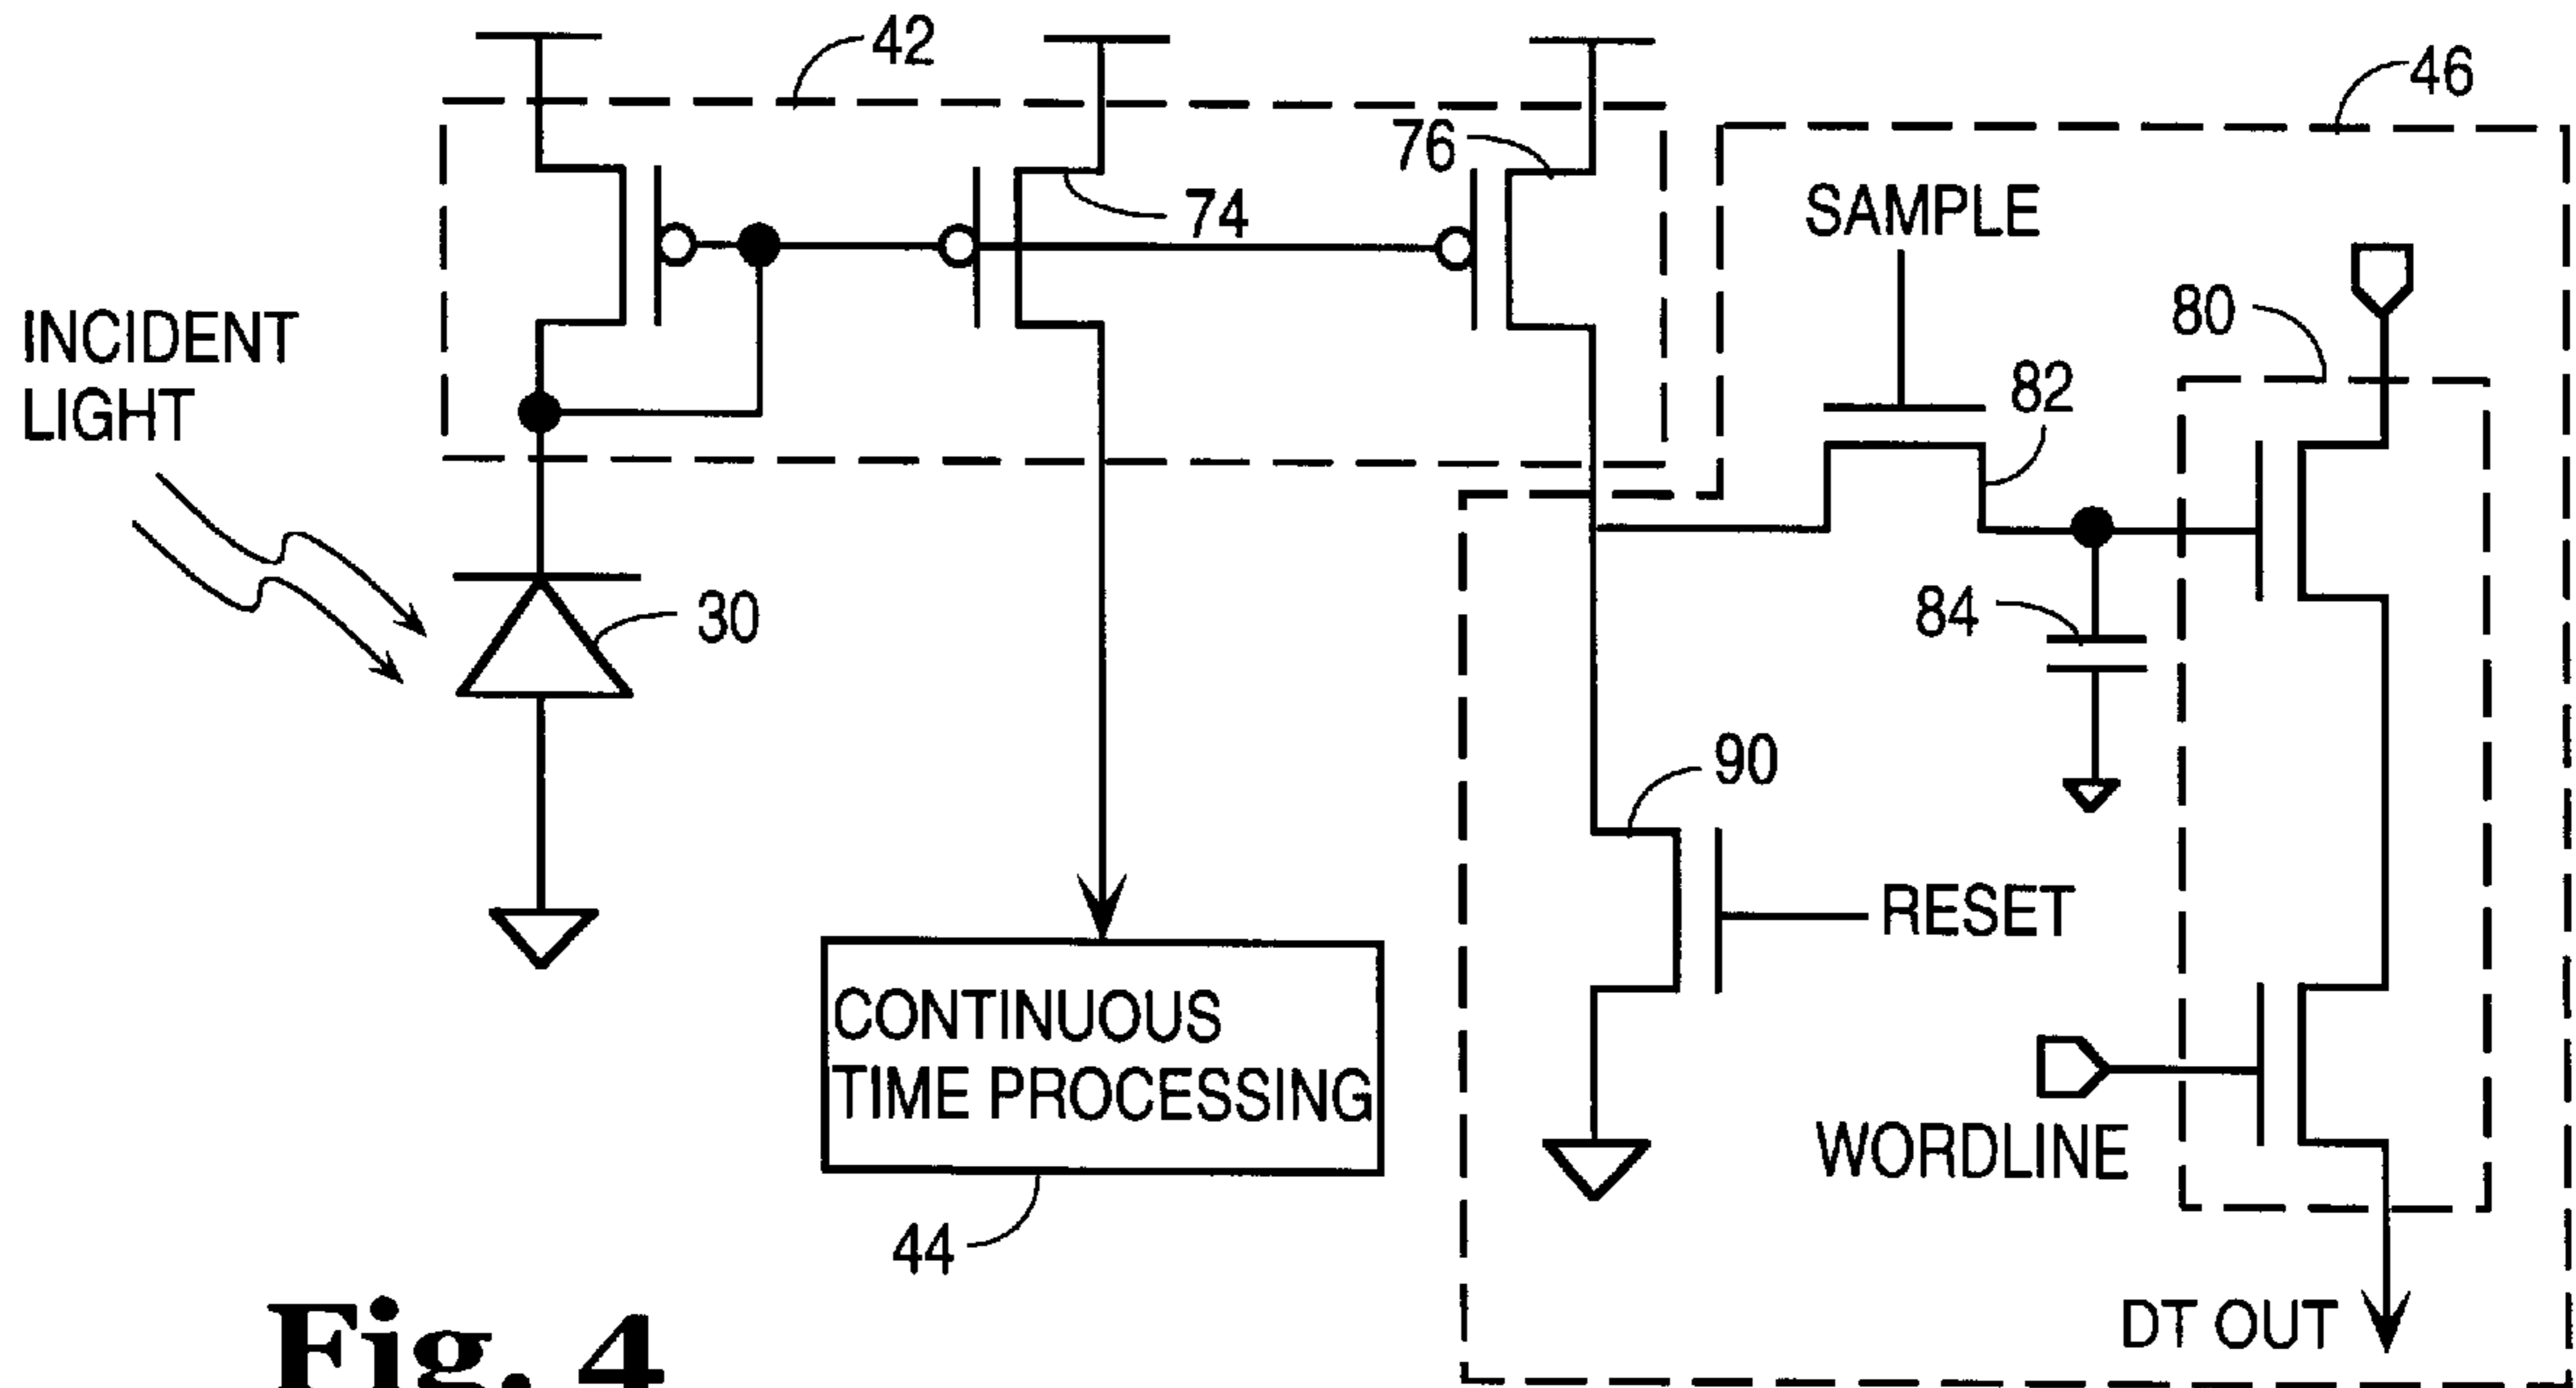 42
46
76
74
SAMPLE
80
INCIDENT
LIGHT
82
30
84
90
RESET
CONTINUOUS
TIME PROCESSING
WORDLINE
44
DT OUT
Fig. 4